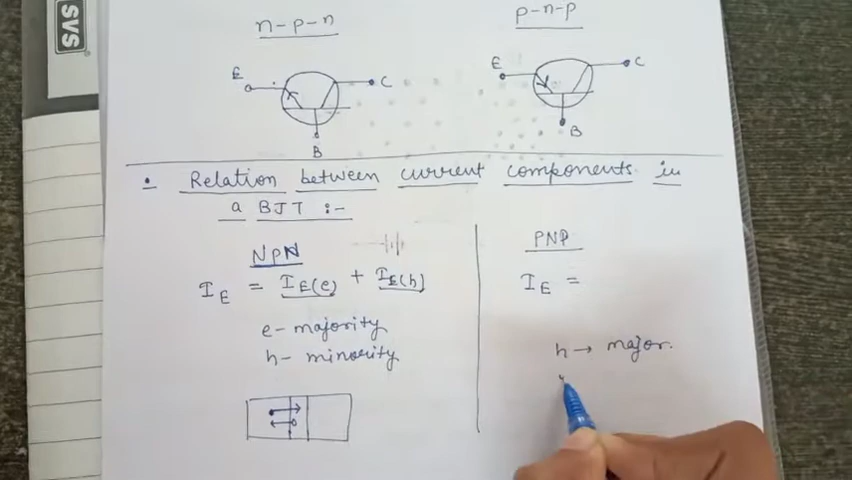 SVS
n-p-n
p-n-p
E
C
B
E
C
B
• Relation between current components in
a BJT :-
NPN
I_E = I_E(e) + I_E(h)
e- majority
h- minority
PNP
I_E =
h → major.